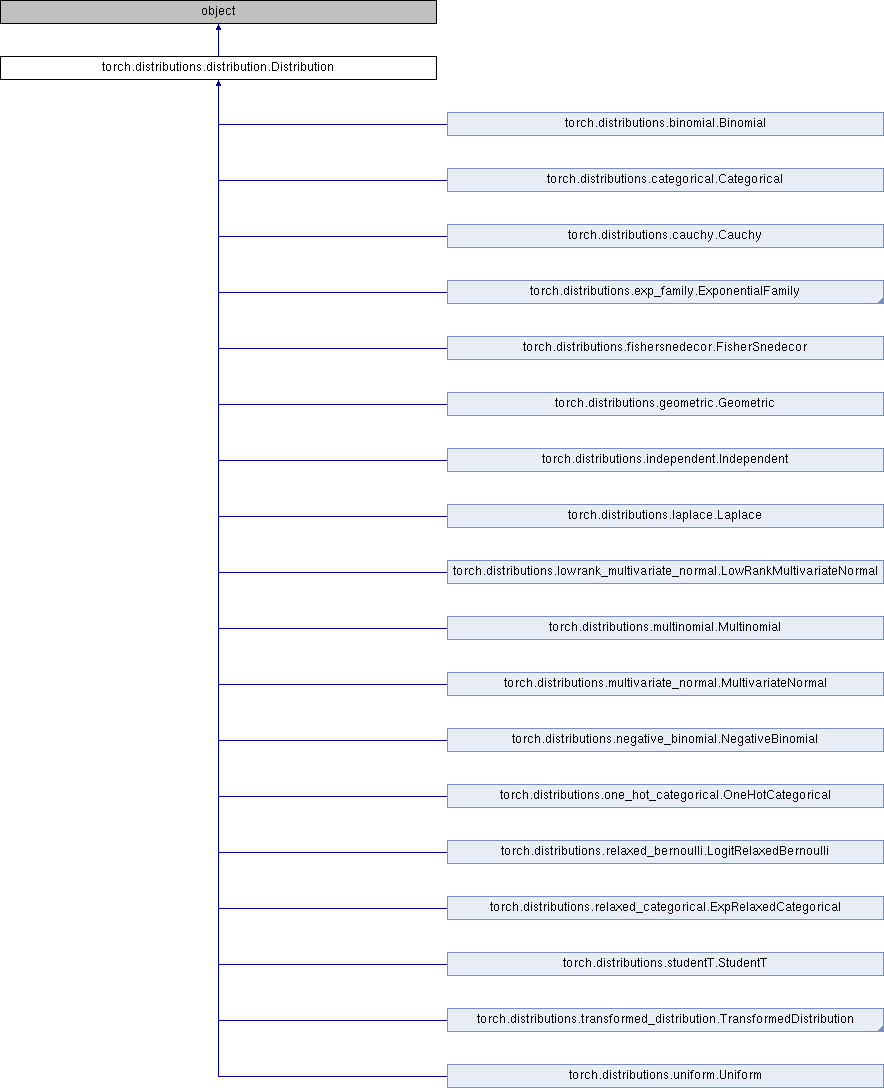 object
torch.distributions.distribution.Distribution
torch.distributions.binomial.Binomial
torch.distributions.categorical.Categorical
torch.distributions.cauchy.Cauchy
torch.distributions.exp_family.ExponentialFamily
torch.distributions.fishersnedecor.FisherSnedecor
torch.distributions.geometric.Geometric
torch.distributions.independent.Independent
torch.distributions.laplace.Laplace
torch.distributions.lowrank_multivariate_normal.LowRankMultivariateNormal
torch.distributions.multinomial.Multinomial
torch.distributions.multivariate_normal.MultivariateNormal
torch.distributions.negative_binomial.NegativeBinomial
torch.distributions.one_hot_categorical.OneHotCategorical
torch.distributions.relaxed_bernoulli.LogitRelaxedBernoulli
torch.distributions.relaxed_categorical.ExpRelaxedCategorical
torch.distributions.studentT.StudentT
torch.distributions.transformed_distribution.TransformedDistribution
torch.distributions.uniform.Uniform